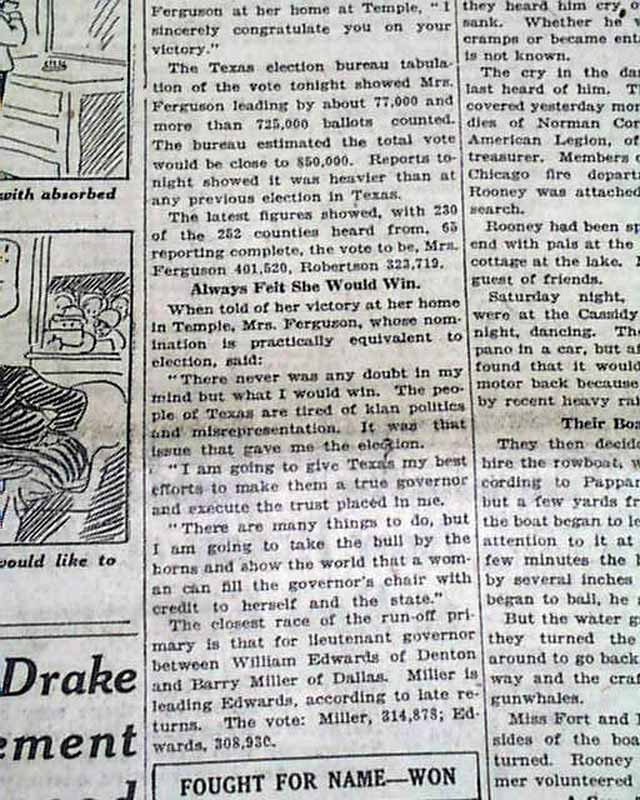 with absorbed
would like to
Drake
ement
Ferguson at her home at Temple, "I
sincerely congratulate you on your
victory."
The Texas election bureau tabula-
tion of the vote tonight showed Mrs.
Ferguson leading by about 77,000 and
more than 725,000 ballots counted.
The bureau estimated the total vote
would be close to 850,000. Reports to-
night showed it was heavier than at
any previous election in Texas.
The latest figures showed, with 230
of the 252 counties heard from, 65
reporting complete, the vote to be, Mrs.
Ferguson 401,520, Robertson 323,719.
Always Felt She Would Win.
When told of her victory at her home
in Temple, Mrs. Ferguson, whose nom-
ination is practically equivalent to
election, said:
"There never was any doubt in my
mind but what I would win. The peo-
ple of Texas are tired of klan politics
and misrepresentation. It was that
issue that gave me the election.
"I am going to give Texas my best
efforts to make them a true governor
and execute the trust placed in me.
"There are many things to do, but
I am going to take the bull by the
horns and show the world that a wom-
an can fill the governor's chair with
credit to herself and the state."
The closest race of the run-off pri-
mary is that for lieutenant governor
between William Edwards of Denton
and Barry Miller of Dallas. Miller is
leading Edwards, according to late re-
turns. The vote: Miller, 314,878; Ed-
wards, 308,930.
FOUGHT FOR NAME—WON
they heard him cry o
sank. Whether he
cramps or became ent
is not known.
The cry in the da
last heard of him. T
covered yesterday mo
dies of Norman Cor
American Legion, of
treasurer. Members o
Chicago fire depart
Rooney was attached
search.
Rooney had been sp
end with pals at the
cottage at the lake.
guest of friends.
Saturday night,
were at the Cassidy
night, dancing. Th
pano in a car, but af
found that it would
motor back because
by recent heavy rai
Their Boa
They then decide
hire the rowboat, w
cording to Pappan
but a few yards fr
the boat began to le
attention to it at
few minutes the b
by several inches
began to bail, he s
But the water g
they turned the
around to go back
way and the craf
gunwhales.
Miss Fort and
sides of the boa
turned. Rooney
mer volunteered